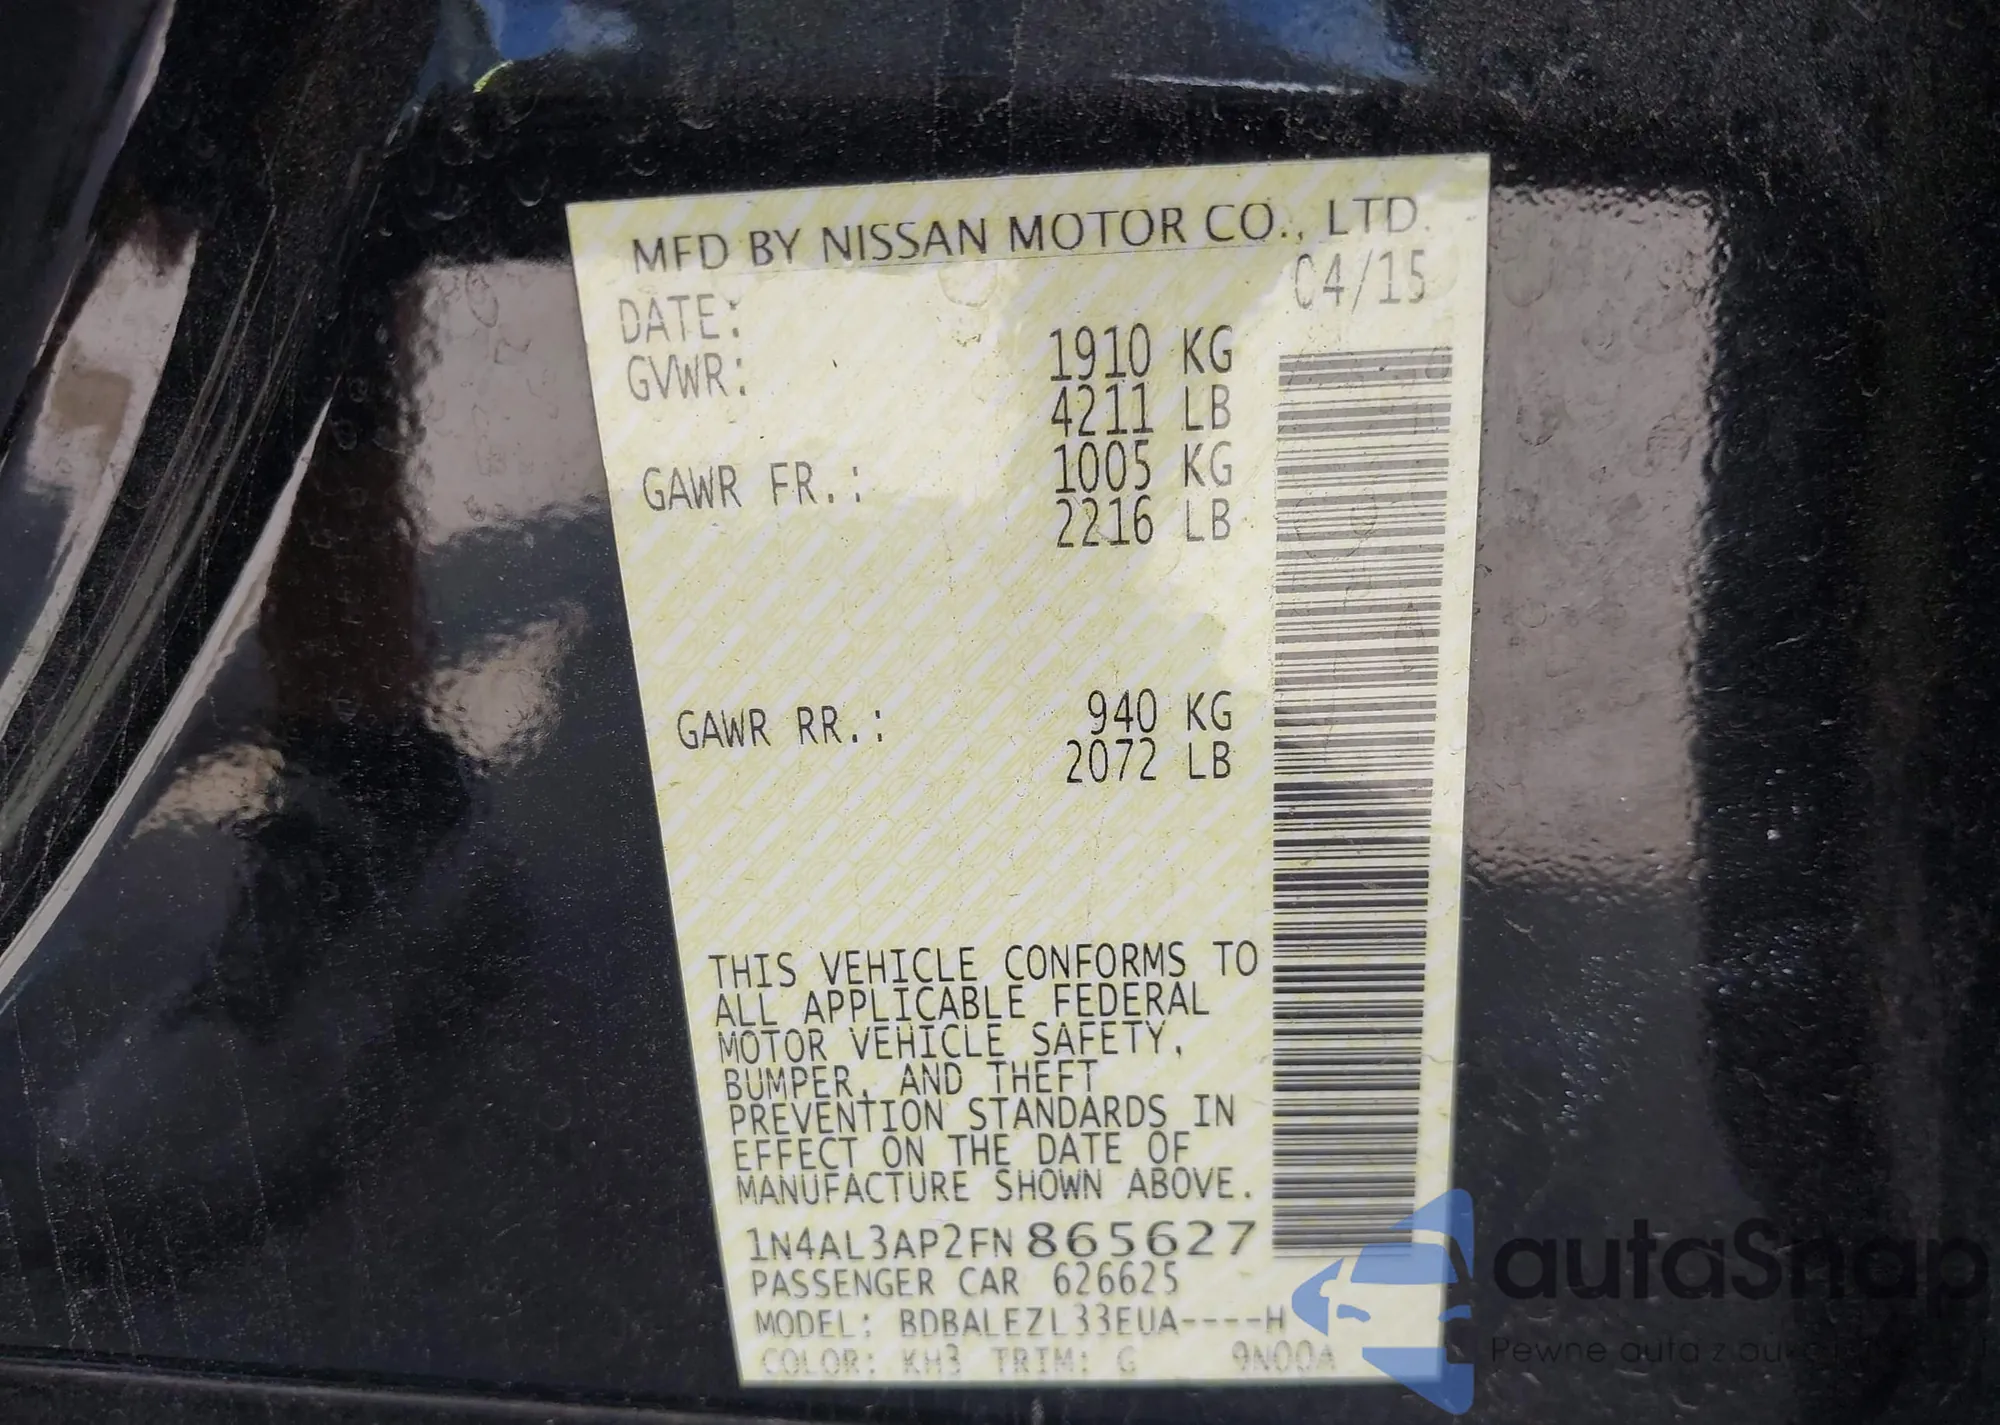 MFD BY NISSAN MOTOR CO., LTD.
DATE: 04/15
GVWR: 1910 KG
4211 LB
GAWR FR.: 1005 KG
2216 LB
GAWR RR.: 940 KG
2072 LB
THIS VEHICLE CONFORMS TO
ALL APPLICABLE FEDERAL
MOTOR VEHICLE SAFETY,
BUMPER, AND THEFT
PREVENTION STANDARDS IN
EFFECT ON THE DATE OF
MANUFACTURE SHOWN ABOVE.
1N4AL3AP2FN865627
PASSENGER CAR 626625
MODEL: BDBALEZL33EUA----H
COLOR: KH3 TRIM: G 9N00A
autaSnap
Pewne auta z